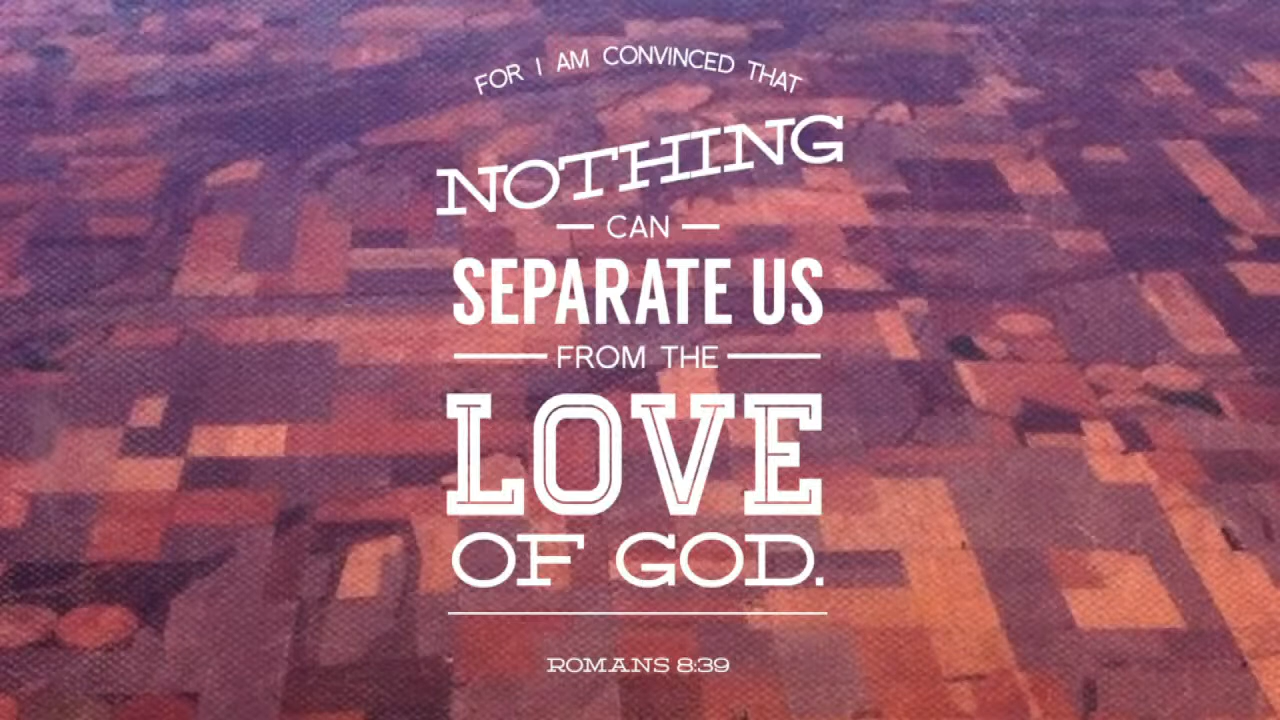 FOR I AM CONVINCED THAT
NOTHING
CAN
SEPARATE US
FROM THE
LOVE
OF GOD.
ROMANS 8:39